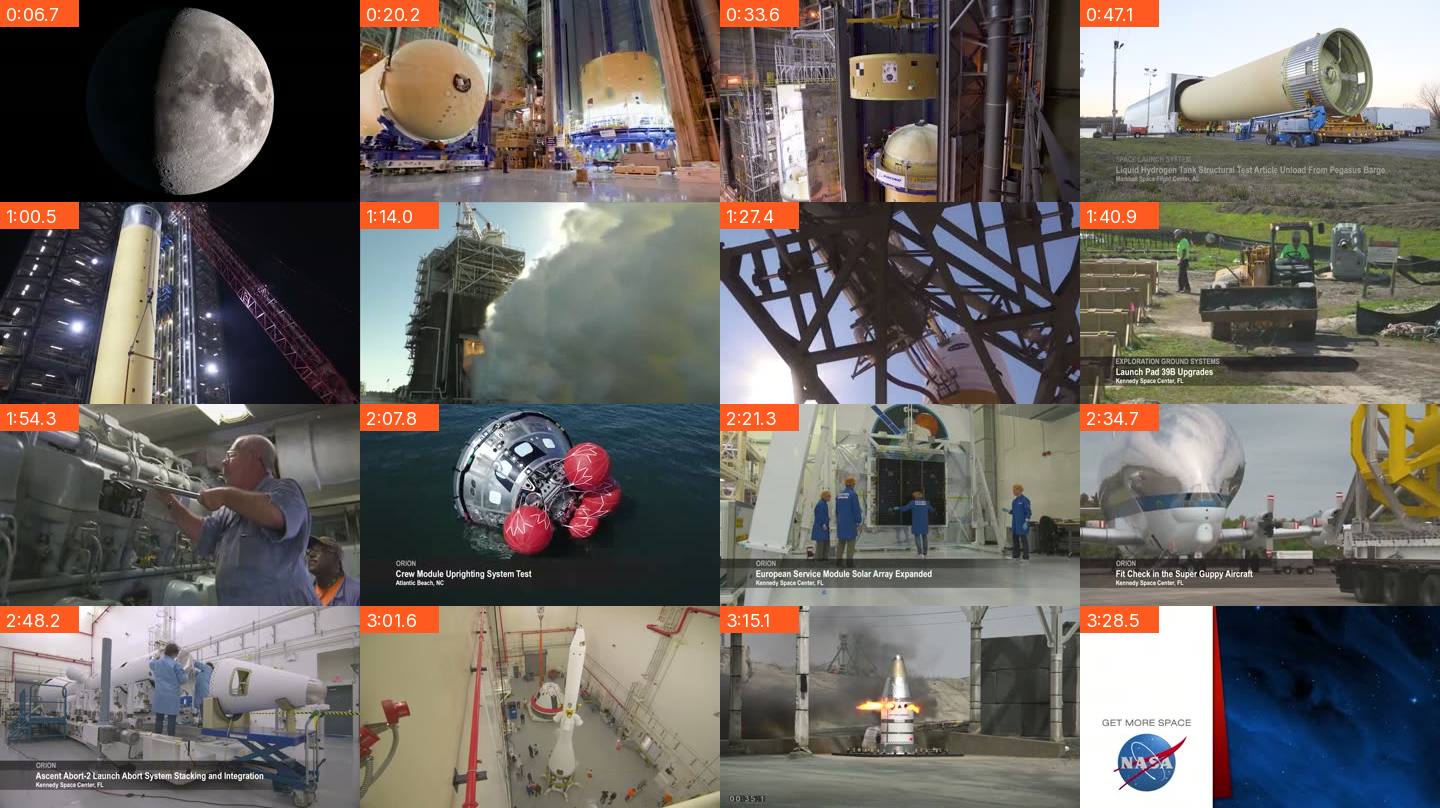 0:06.7
0:20.2
0:33.6
0:47.1
SPACE LAUNCH SYSTEM
Liquid Hydrogen Tank Structural Test Article Unload From Pegasus Barge
Marshall Space Flight Center, AL
1:00.5
1:14.0
1:27.4
1:40.9
EXPLORATION GROUND SYSTEMS
Launch Pad 39B Upgrades
Kennedy Space Center, FL
1:54.3
2:07.8
ORION
Crew Module Uprighting System Test
Atlantic Beach, NC
2:21.3
ORION
European Service Module Solar Array Expanded
Kennedy Space Center, FL
2:34.7
ORION
Fit Check in the Super Guppy Aircraft
Kennedy Space Center, FL
2:48.2
ORION
Ascent Abort-2 Launch Abort System Stacking and Integration
Kennedy Space Center, FL
3:01.6
3:15.1
3:28.5
GET MORE SPACE
NASA